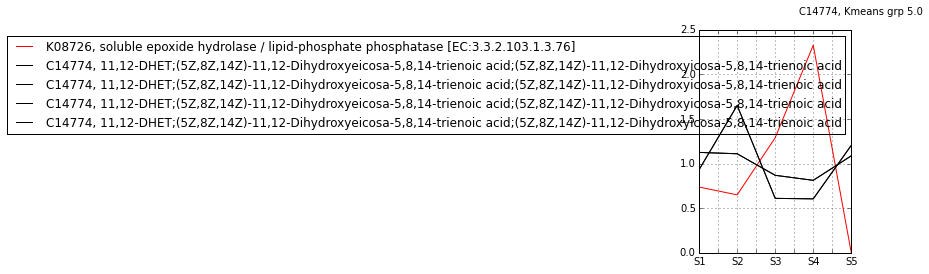 C14774, Kmeans grp 5.0
K08726, soluble epoxide hydrolase / lipid-phosphate phosphatase [EC:3.3.2.103.1.3.76]
C14774, 11,12-DHET;(5Z,8Z,14Z)-11,12-Dihydroxyeicosa-5,8,14-trienoic acid;(5Z,8Z,14Z)-11,12-Dihydroxyicosa-5,8,14-trienoic acid
C14774, 11,12-DHET;(5Z,8Z,14Z)-11,12-Dihydroxyeicosa-5,8,14-trienoic acid;(5Z,8Z,14Z)-11,12-Dihydroxyicosa-5,8,14-trienoic acid
C14774, 11,12-DHET;(5Z,8Z,14Z)-11,12-Dihydroxyeicosa-5,8,14-trienoic acid;(5Z,8Z,14Z)-11,12-Dihydroxyicosa-5,8,14-trienoic acid
C14774, 11,12-DHET;(5Z,8Z,14Z)-11,12-Dihydroxyeicosa-5,8,14-trienoic acid;(5Z,8Z,14Z)-11,12-Dihydroxyicosa-5,8,14-trienoic acid
2.5
2.0
1.5
1.0
0.5
0.0
S1 S2 S3 S4 S5